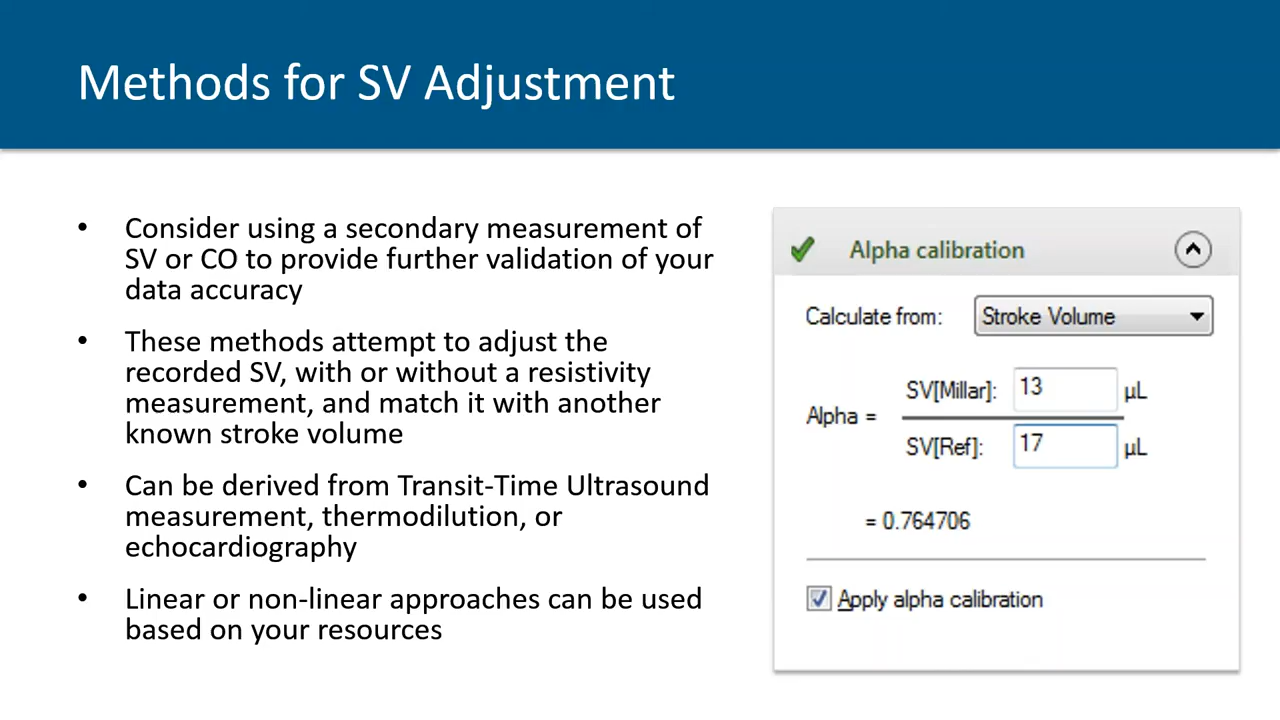 Methods for SV Adjustment
• Consider using a secondary measurement of
SV or CO to provide further validation of your
data accuracy
• These methods attempt to adjust the
recorded SV, with or without a resistivity
measurement, and match it with another
known stroke volume
• Can be derived from Transit-Time Ultrasound
measurement, thermodilution, or
echocardiography
• Linear or non-linear approaches can be used
based on your resources
Alpha calibration
Calculate from: Stroke Volume
SV[Millar]: 13 µL
Alpha =
SV[Ref]: 17 µL
= 0.764706
Apply alpha calibration